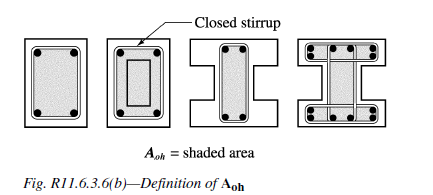 Closed stirrup
Aoh = shaded area
Fig. R11.6.3.6(b)—Definition of Aoh